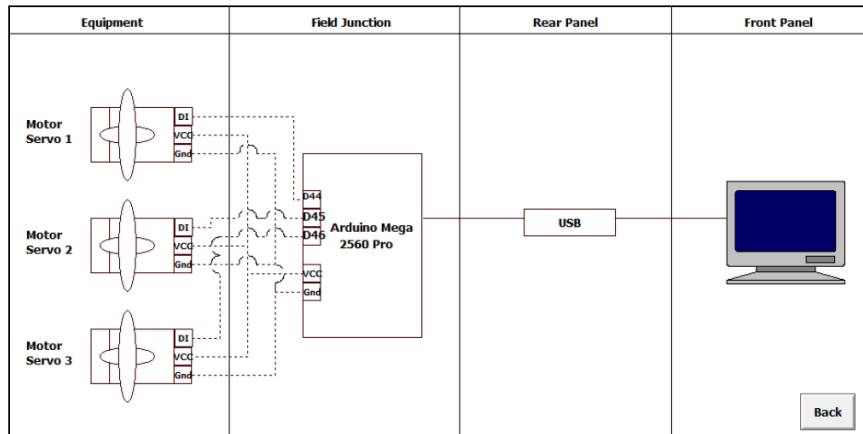 Equipment
Field Junction
Rear Panel
Front Panel
Motor
Servo 1
DI
VCC
Gnd
Motor
Servo 2
DI
VCC
Gnd
Motor
Servo 3
DI
VCC
Gnd
D44
D45
D46
VCC
Gnd
Arduino Mega
2560 Pro
USB
Back